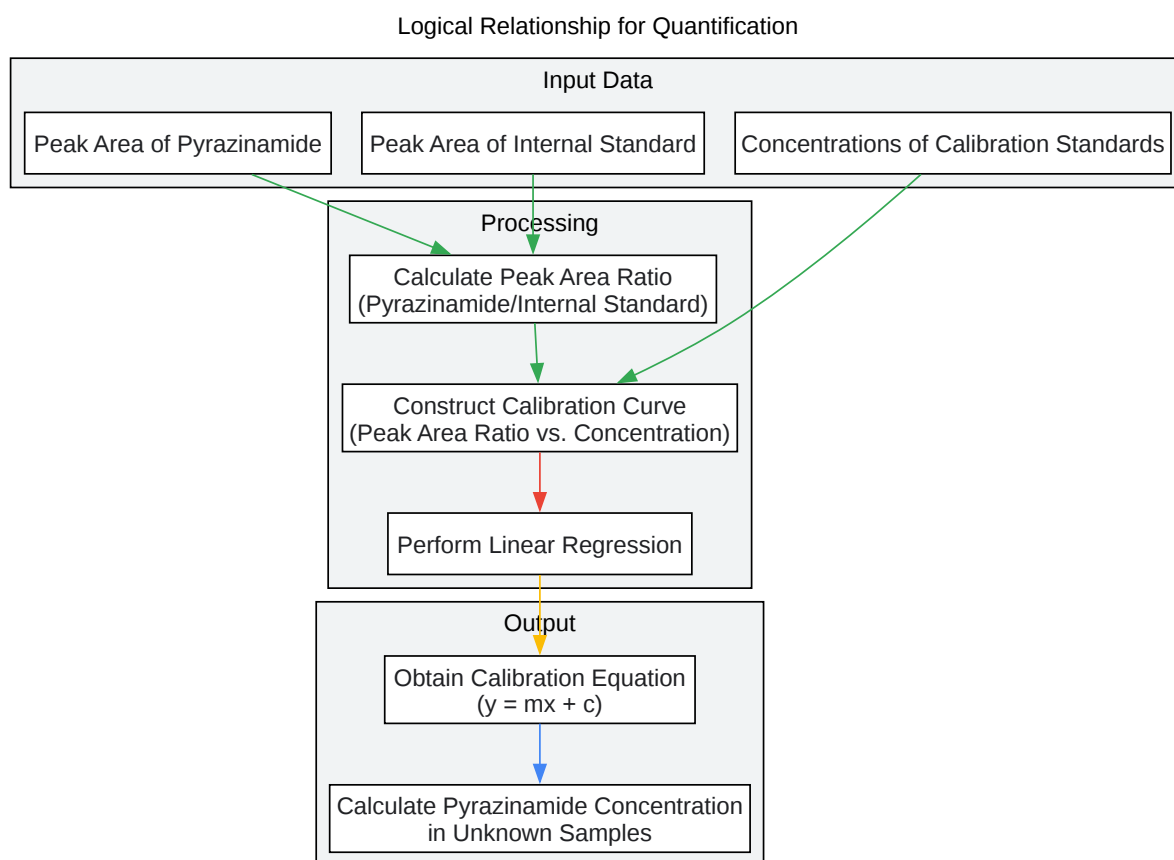 Logical Relationship for Quantification
Input Data
Peak Area of Pyrazinamide
Peak Area of Internal Standard
Concentrations of Calibration Standards
Processing
Calculate Peak Area Ratio
(Pyrazinamide/Internal Standard)
Construct Calibration Curve
(Peak Area Ratio vs. Concentration)
Perform Linear Regression
Output
Obtain Calibration Equation
(y = mx + c)
Calculate Pyrazinamide Concentration
in Unknown Samples